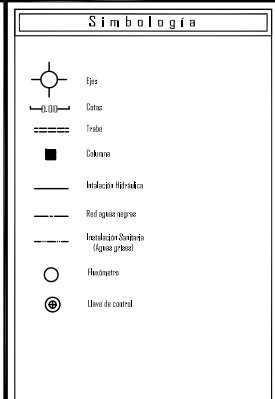 Simbología
Ejes
0.00
Cotas
Trabe
Columna
Intalación Hidráulica
Red aguas negras
Instalación Sanitaria
(Aguas grises)
Fluxómetro
Llave de control